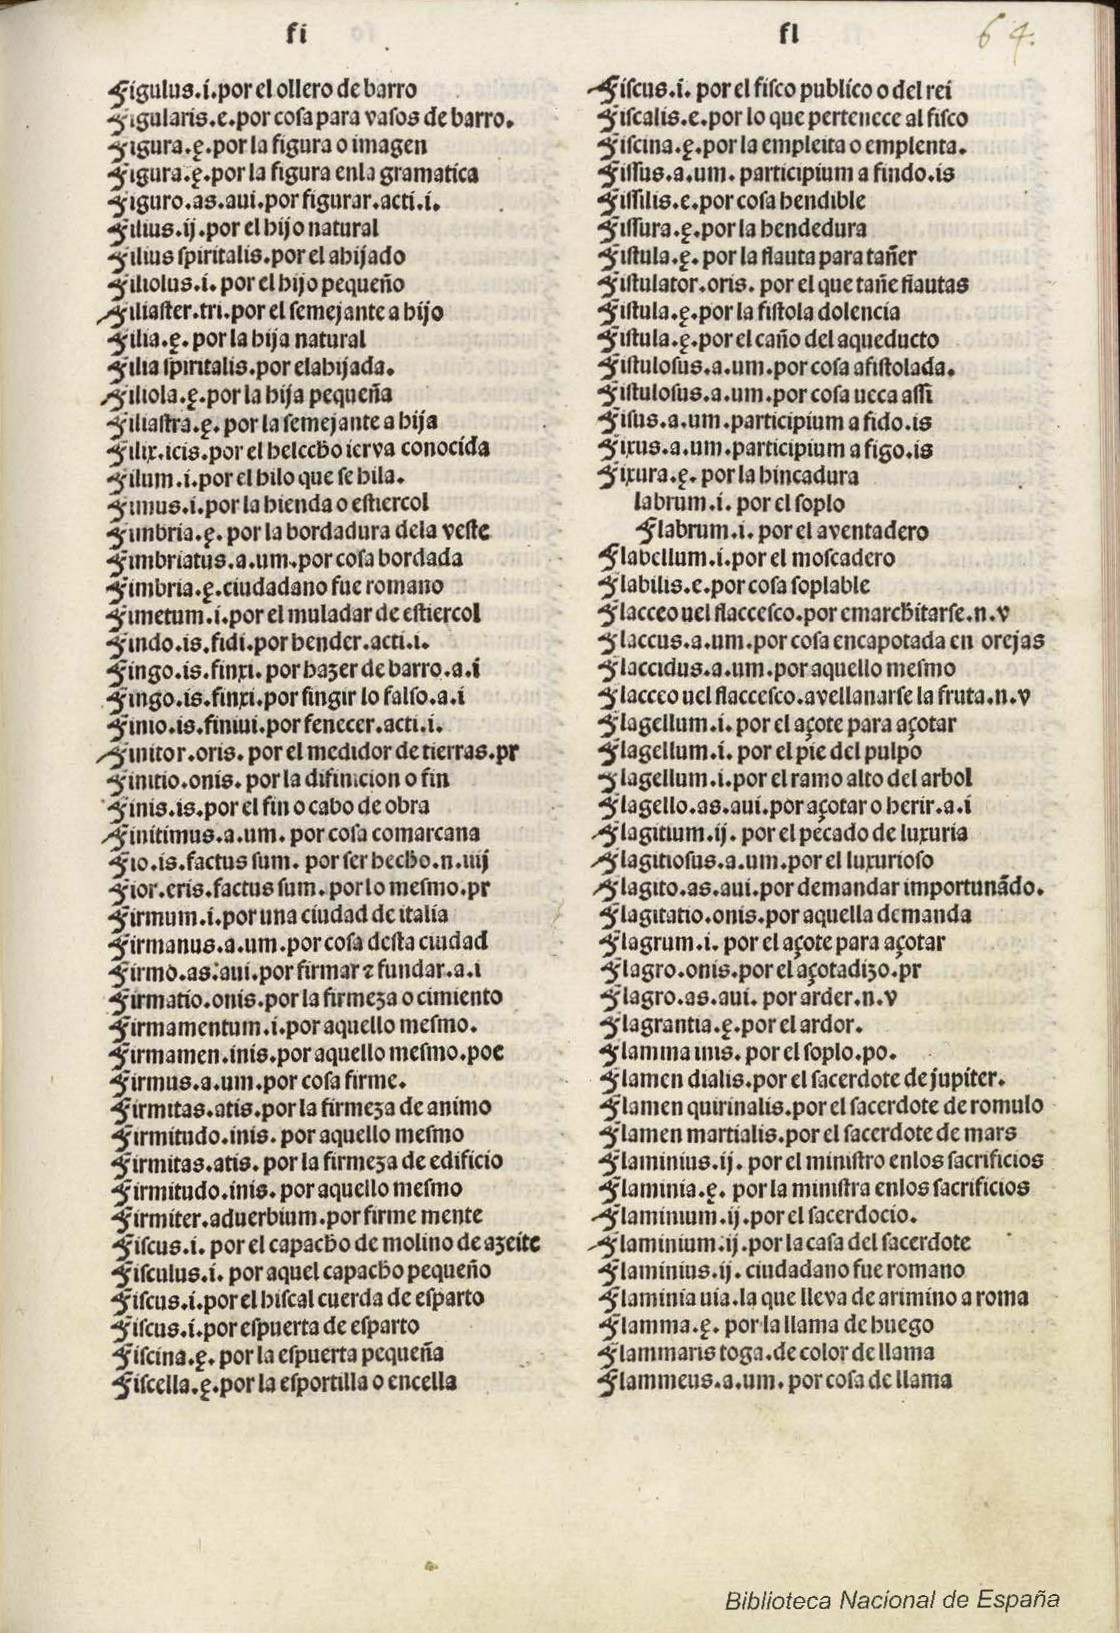 fi
Figulus.i.por el ollero de barro
Figularis.e.por cosa para vasos de barro.
Figura.ę.por la figura o imagen
Figura.ę.por la figura enla gramatica
Figuro.as.aui.por figurar.acti.i.
Filius.ij.por el hijo natural
Filius spiritalis.por el ahijado
Filiolus.i.por el hijo pequeño
Filiaster.tri.por el semejante a hijo
Filia.ę.por la hija natural
Filia spiritalis.por elahijada.
Filiola.ę.por la hija pequeña
Filiastra.ę.por la semejante a hija
Filix.icis.por el helecho ierva conocida
Filum.i.por el hilo que se hila.
Fimus.i.por la hienda o estiercol
Fimbria.ę.por la bordadura dela veste
Fimbriatus.a.um.por cosa bordada
Fimbria.ę.ciudadano fue romano
Fimetum.i.por el muladar de estiercol
Findo.is.fidi.por hender.acti.i.
Fingo.is.finxi.por hazer de barro.a.i
Fingo.is.finxi.por fingir lo falso.a.i
Finio.is.finiui.por fenecer.acti.i.
Finitor.oris.por el medidor de tierras.pr
Finitio.onis.por la difinicion o fin
Finis.is.por el fin o cabo de obra
Finitimus.a.um.por cosa comarcana
Fio.is.factus sum.por ser hecho.n.iiij
Fior.eris.factus sum.por lo mesmo.pr
Firmum.i.por una ciudad de italia
Firmanus.a.um.por cosa desta ciudad
Firmo.as.aui.por firmar ⁊ fundar.a.i
Firmatio.onis.por la firmeza o cimiento
Firmamentum.i.por aquello mesmo.
Firmamen.inis.por aquello mesmo.poe
Firmus.a.um.por cosa firme.
Firmitas.atis.por la firmeza de animo
Firmitudo.inis.por aquello mesmo
Firmitas.atis.por la firmeza de edificio
Firmitudo.inis.por aquello mesmo
Firmiter.aduerbium.por firme mente
Fiscus.i.por el capacho de molino de azeite
Fisculus.i.por aquel capacho pequeño
Fiscus.i.por el hiscal cuerda de esparto
Fiscus.i.por espuerta de esparto
Fiscina.ę.por la espuerta pequeña
Fiscella.ę.por la esportilla o encella
fl
64.
Fiscus.i.por el fisco publico o del rei
Fiscalis.e.por lo que pertenece al fisco
Fiscina.ę.por la empleita o emplenta.
Fissus.a.um.participium a findo.is
Fissilis.e.por cosa hendible
Fissura.ę.por la hendedura
Fistula.ę.por la flauta para tañer
Fistulator.oris.por el que tañe flautas
Fistula.ę.por la fistola dolencia
Fistula.ę.por el caño del aqueducto
Fistulosus.a.um.por cosa afistolada.
Fistulosus.a.um.por cosa ueca assi
Fisus.a.um.participium a fido.is
Fixus.a.um.participium a figo.is
Fixura.ę.por la hincadura
labrum.i.por el soplo
Flabrum.i.por el aventadero
Flabellum.i.por el moscadero
Flabilis.e.por cosa soplable
Flacceo uel flaccesco.por emarchitarse.n.v
Flaccus.a.um.por cosa encapotada en orejas
Flaccidus.a.um.por aquello mesmo
Flacceo uel flaccesco.avellanarse la fruta.n.v
Flagellum.i.por el açote para açotar
Flagellum.i.por el pie del pulpo
Flagellum.i.por el ramo alto del arbol
Flagello.as.aui.por açotar o herir.a.i
Flagitium.ij.por el pecado de luxuria
Flagitiosus.a.um.por el luxurioso
Flagito.as.aui.por demandar importunãdo.
Flagitatio.onis.por aquella demanda
Flagrum.i.por el açote para açotar
Flagro.onis.por el açotadizo.pr
Flagro.as.aui.por arder.n.v
Flagrantia.ę.por el ardor.
Flamma inis.por el soplo.po.
Flamen dialis.por el sacerdote de jupiter.
Flamen quirinalis.por el sacerdote de romulo
Flamen martialis.por el sacerdote de mars
Flaminius.ij.por el ministro enlos sacrificios
Flaminia.ę.por la ministra enlos sacrificios
Flaminium.ij.por el sacerdocio.
Flaminium.ij.por la casa del sacerdote
Flaminius.ij.ciudadano fue romano
Flaminia uia.la que lleva de arimino a roma
Flamma.ę.por la llama de huego
Flammaris toga.de color de llama
Flammeus.a.um.por cosa de llama
Biblioteca Nacional de España